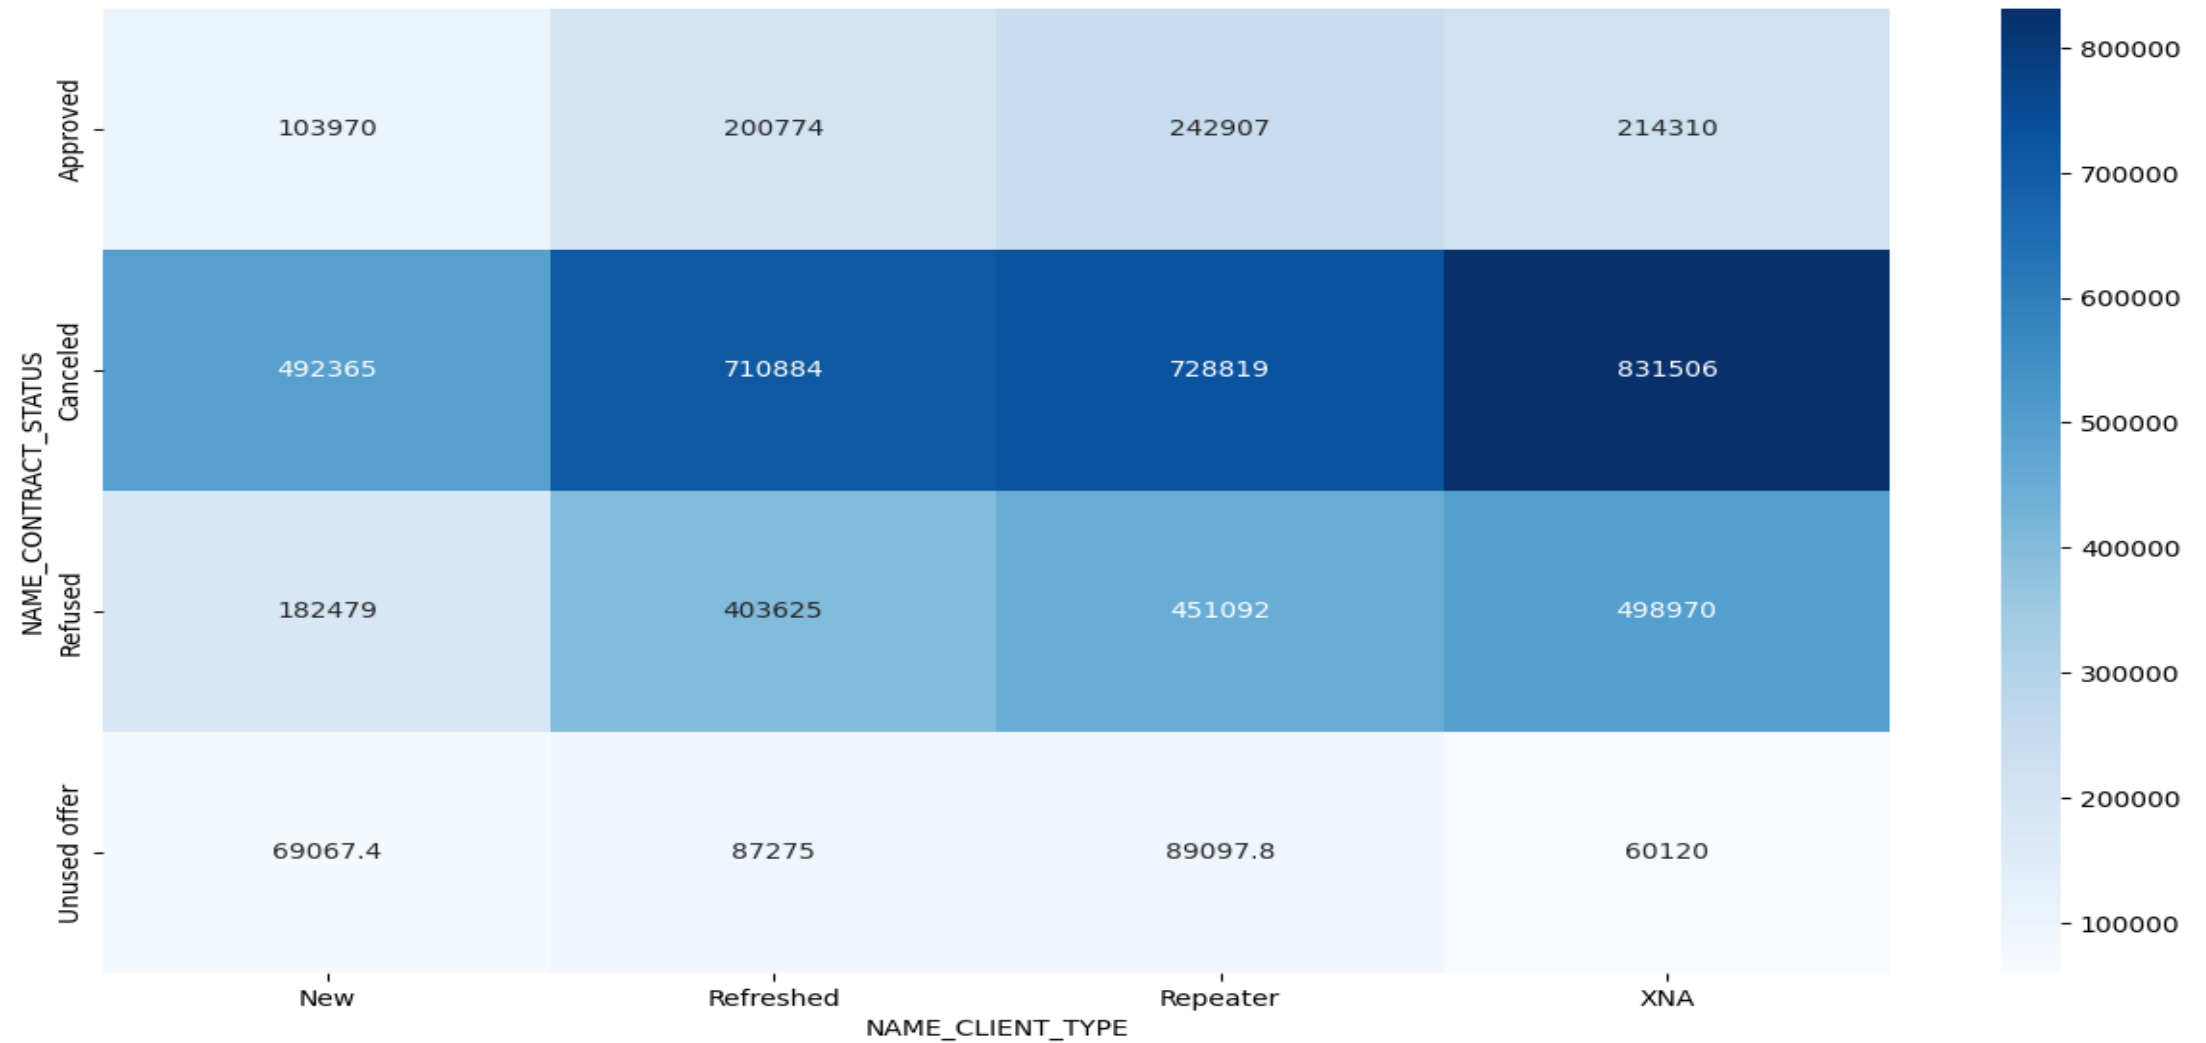 NAME_CONTRACT_STATUS
Approved
103970 200774 242907 214310
Canceled
492365 710884 728819 831506
Refused
182479 403625 451092 498970
Unused offer
69067.4 87275 89097.8 60120
New Refreshed Repeater XNA
NAME_CLIENT_TYPE
800000
700000
600000
500000
400000
300000
200000
100000